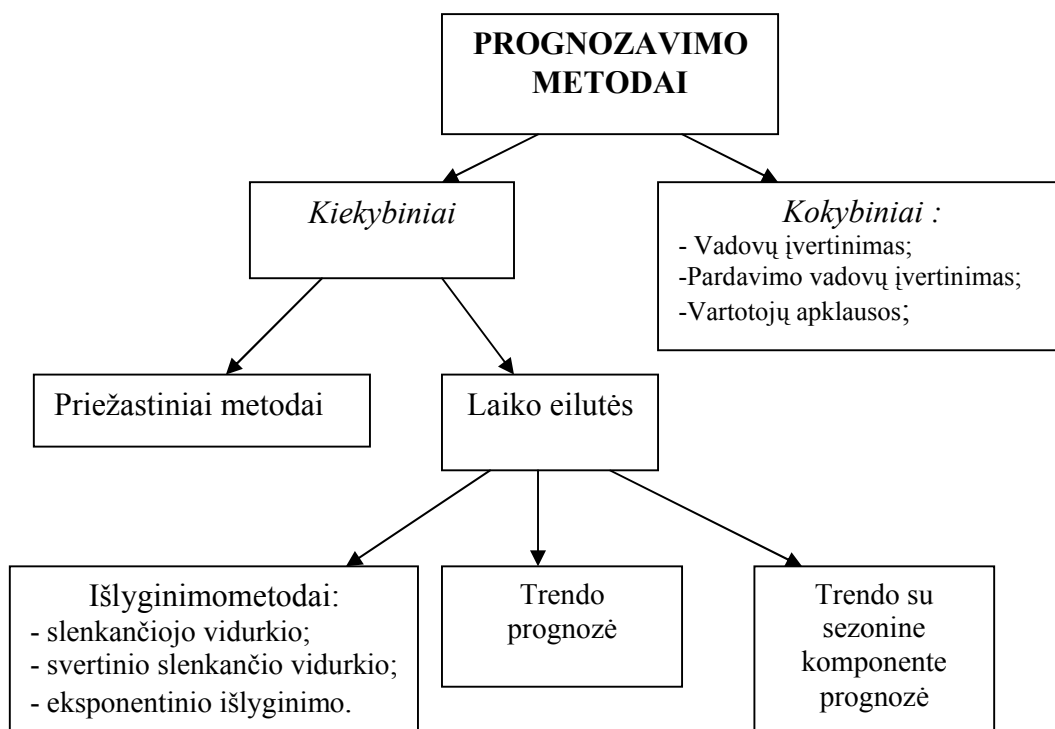 PROGNOZAVIMO
METODAI
Kiekybiniai
Kokybiniai :
- Vadovų įvertinimas;
-Pardavimo vadovų įvertinimas;
-Vartotojų apklausos;
Priežastiniai metodai
Laiko eilutės
Išlyginimometodai:
- slenkančiojo vidurkio;
- svertinio slenkančio vidurkio;
- eksponentinio išlyginimo.
Trendo
prognozė
Trendo su
sezonine
komponente
prognozė